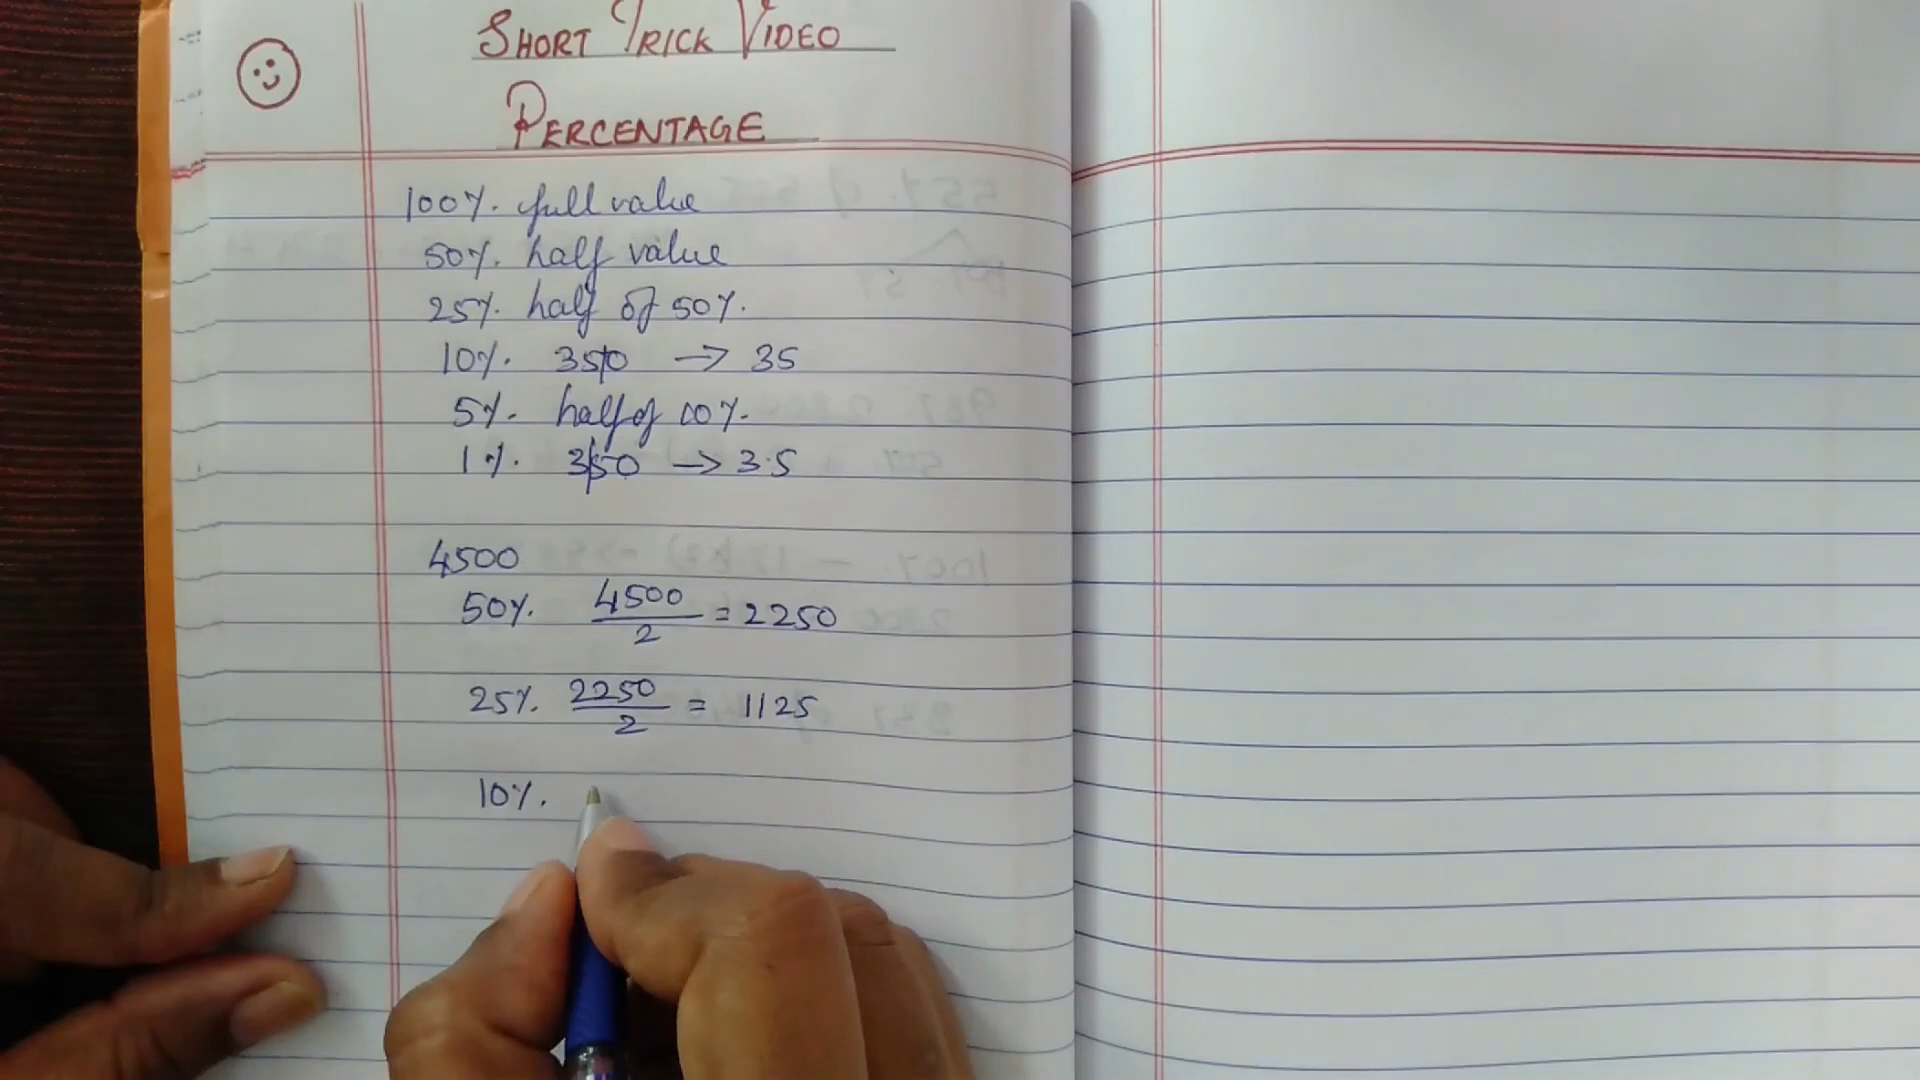 SHORT TRICK VIDEO
PERCENTAGE
100%. full value
50%. half value
25%. half of 50%.
10%. 350 → 35
5%. half of 10%.
1%. 350 → 3.5
4500
50%. 4500/2 = 2250
25%. 2250/2 = 1125
10%.